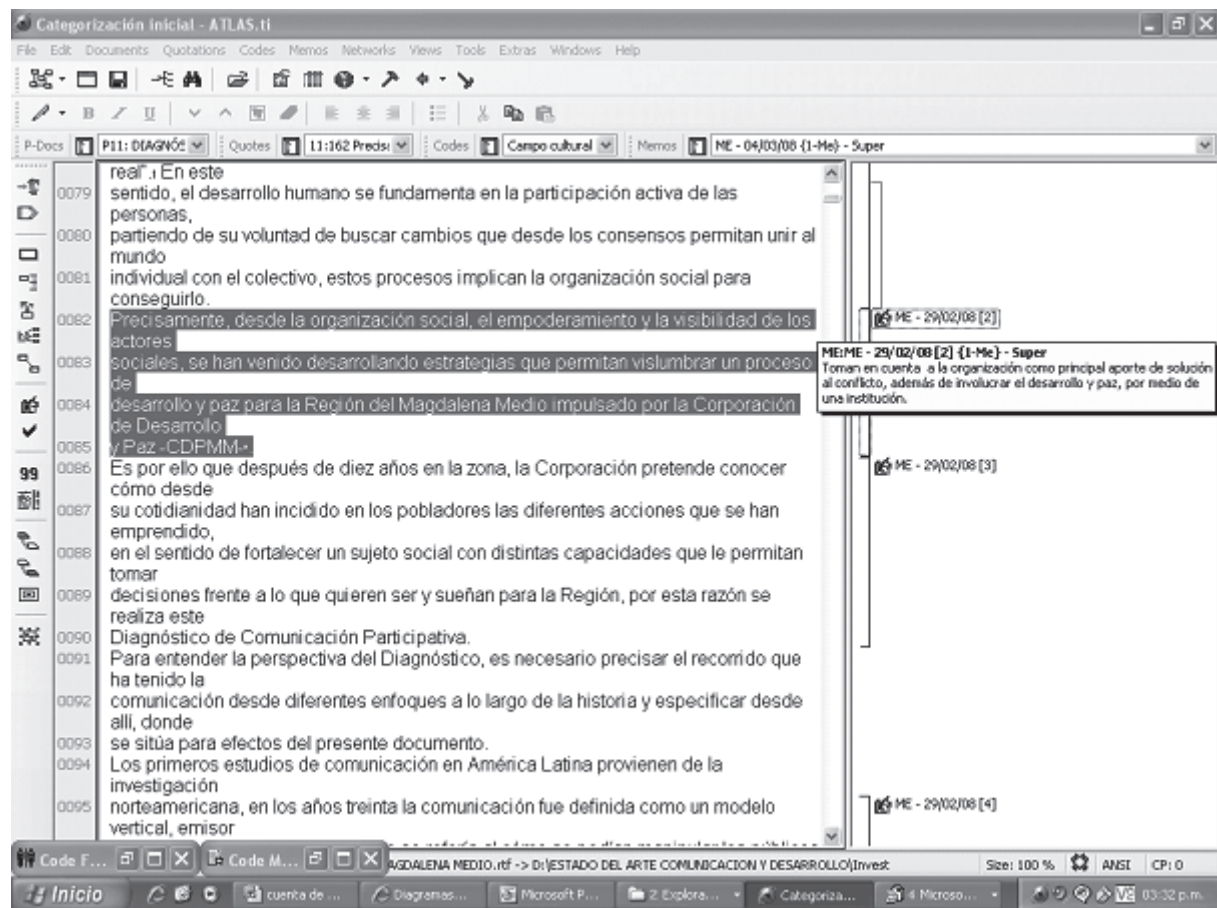 Categorización inicial - ATLAS.ti
File Edit Documents Quotations Codes Memos Networks Views Tools Extras Windows Help
B I U
P-Docs P11: DIAGNÓS Quotes 11:162 Precisa Codes Campo cultural Memos ME - 04/03/08 {1-Me} - Super
real". En este
0079 sentido, el desarrollo humano se fundamenta en la participación activa de las
personas,
0080 partiendo de su voluntad de buscar cambios que desde los consensos permitan unir al
mundo
0081 individual con el colectivo, estos procesos implican la organización social para
conseguirlo.
0082 Precisamente, desde la organización social, el empoderamiento y la visibilidad de los
actores
ME - 29/02/08 [2]
0083 sociales, se han venido desarrollando estrategias que permitan vislumbrar un proceso
de
ME:ME - 29/02/08 [2] {1-Me} - Super
Toman en cuenta a la organización como principal aporte de solución
al conflicto, además de involucrar el desarrollo y paz, por medio de
una institución.
0084 desarrollo y paz para la Región del Magdalena Medio impulsado por la Corporación
de Desarrollo
0085 y Paz -CDPMM-.
0086 Es por ello que después de diez años en la zona, la Corporación pretende conocer
cómo desde
ME - 29/02/08 [3]
0087 su cotidianidad han incidido en los pobladores las diferentes acciones que se han
emprendido,
0088 en el sentido de fortalecer un sujeto social con distintas capacidades que le permitan
tomar
0089 decisiones frente a lo que quieren ser y sueñan para la Región, por esta razón se
realiza este
0090 Diagnóstico de Comunicación Participativa.
0091 Para entender la perspectiva del Diagnóstico, es necesario precisar el recorrido que
ha tenido la
0092 comunicación desde diferentes enfoques a lo largo de la historia y especificar desde
allí, donde
0093 se sitúa para efectos del presente documento.
0094 Los primeros estudios de comunicación en América Latina provienen de la
investigación
0095 norteamericana, en los años treinta la comunicación fue definida como un modelo
vertical, emisor
ME - 29/02/08 [4]
Code F... Code M... AGDALENA MEDIO.rtf -> D:\ESTADO DEL ARTE COMUNICACION Y DESARROLLO\Invest Size: 100 % ANSI CP: 0
Inicio cuenta de ... Diagramas... Microsoft P... 2 Explora... Categoriza... 4 Microso... 03:32 p.m.